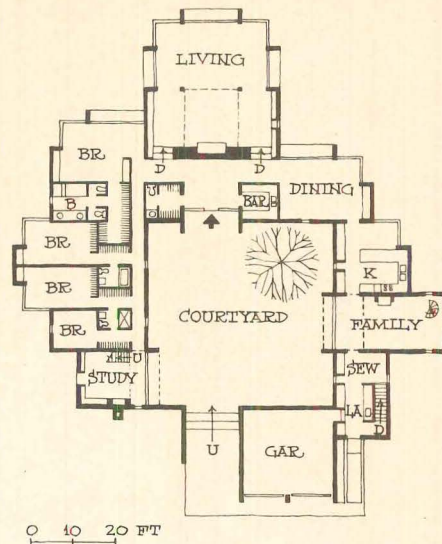 LIVING
BR
D
D
B
BAR
DINING
BR
K
BR
COURTYARD
FAMILY
BR
U
SEW
STUDY
LA
D
U
GAR
0 10 20 FT